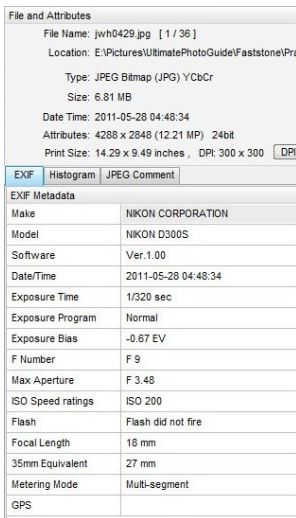 File and Attributes
File Name: jwh0429.jpg [ 1 / 36 ]
Location: E:\Pictures\UltimatePhotoGuide\Faststone\Pra
Type: JPEG Bitmap (JPG) YCbCr
Size: 6.81 MB
Date Time: 2011-05-28 04:48:34
Attributes: 4288 x 2848 (12.21 MP) 24bit
Print Size: 14.29 x 9.49 inches , DPI: 300 x 300 DPI
EXIF Histogram JPEG Comment
EXIF Metadata
Make NIKON CORPORATION
Model NIKON D300S
Software Ver.1.00
Date/Time 2011-05-28 04:48:34
Exposure Time 1/320 sec
Exposure Program Normal
Exposure Bias -0.67 EV
F Number F 9
Max Aperture F 3.48
ISO Speed ratings ISO 200
Flash Flash did not fire
Focal Length 18 mm
35mm Equivalent 27 mm
Metering Mode Multi-segment
GPS